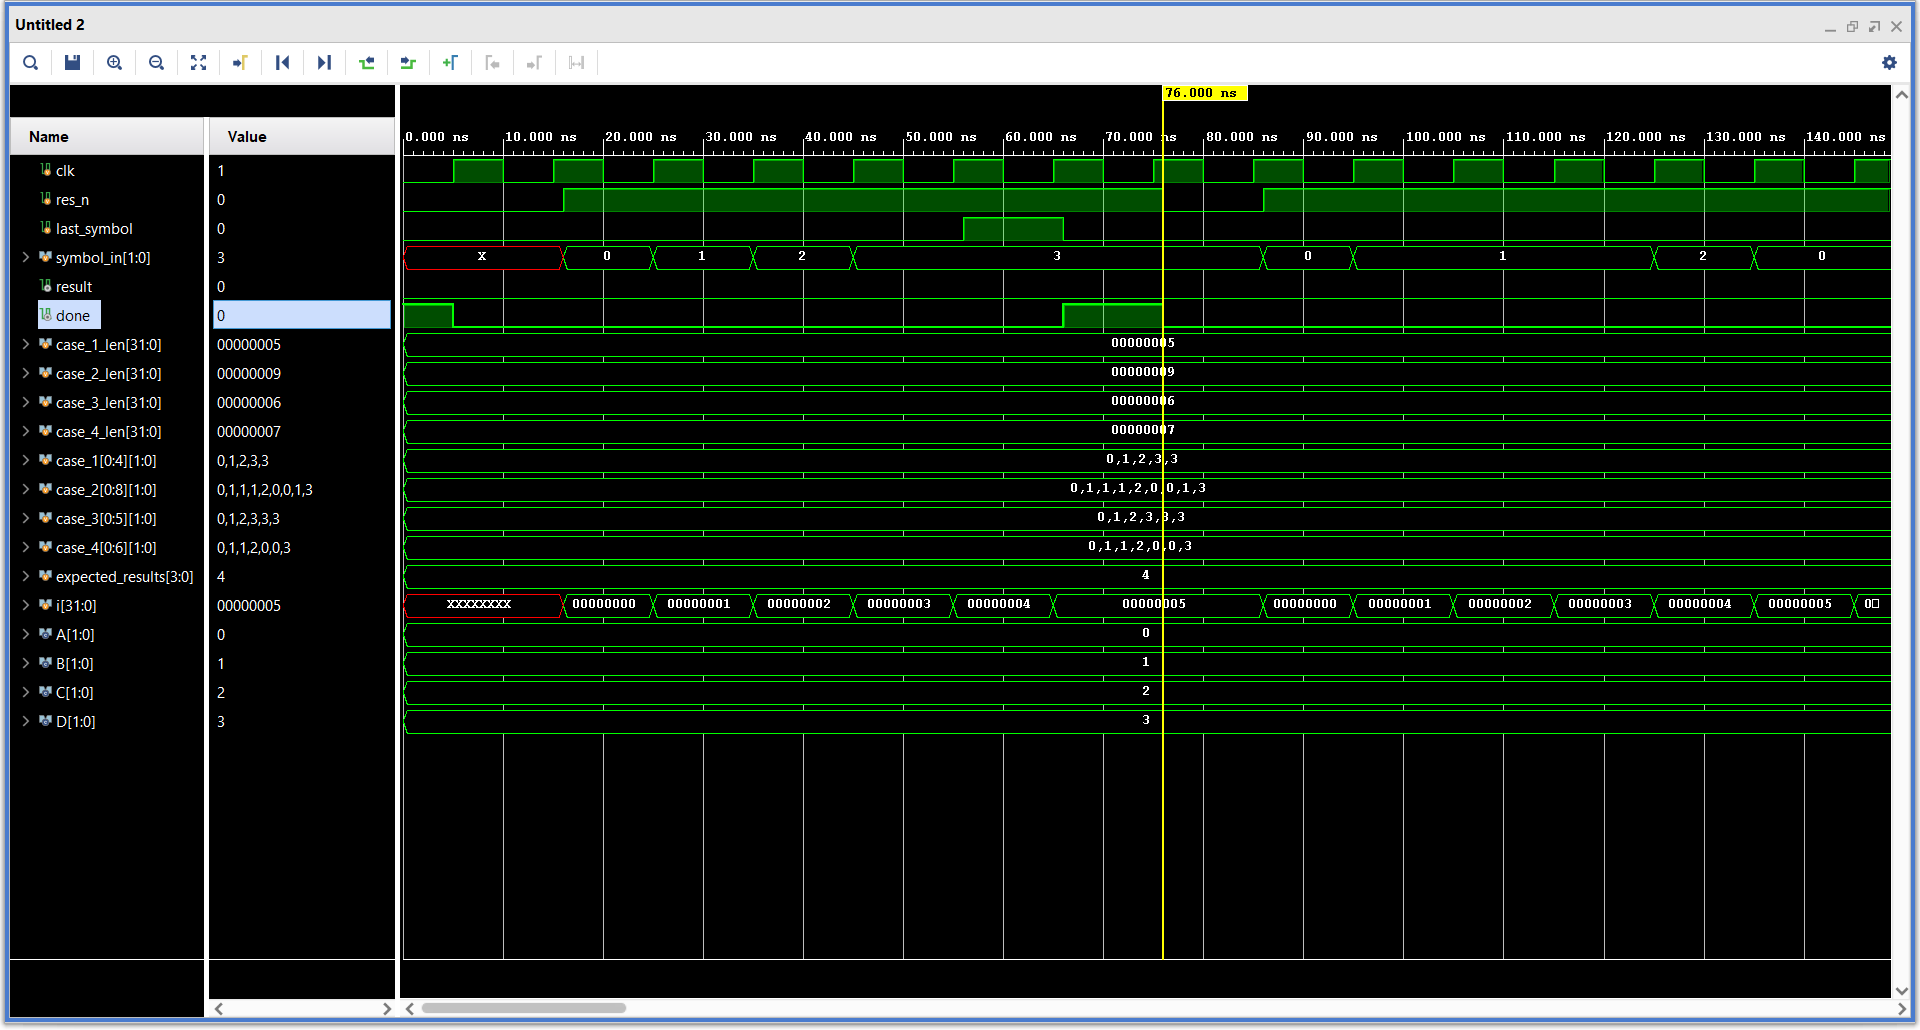 Untitled 2
76.000 ns
Name Value
0.000 ns 10.000 ns 20.000 ns 30.000 ns 40.000 ns 50.000 ns 60.000 ns 70.000 ns 80.000 ns 90.000 ns 100.000 ns 110.000 ns 120.000 ns 130.000 ns 140.000 ns
clk 1
res_n 0
last_symbol 0
symbol_in[1:0] 3 X 0 1 2 3 0 1 2 0
result 0
done 0
case_1_len[31:0] 00000005 00000005
case_2_len[31:0] 00000009 00000009
case_3_len[31:0] 00000006 00000006
case_4_len[31:0] 00000007 00000007
case_1[0:4][1:0] 0,1,2,3,3 0,1,2,3,3
case_2[0:8][1:0] 0,1,1,1,2,0,0,1,3 0,1,1,1,2,0,0,1,3
case_3[0:5][1:0] 0,1,2,3,3,3 0,1,2,3,3,3
case_4[0:6][1:0] 0,1,1,2,0,0,3 0,1,1,2,0,0,3
expected_results[3:0] 4 4
i[31:0] 00000005 XXXXXXXX 00000000 00000001 00000002 00000003 00000004 00000005 00000000 00000001 00000002 00000003 00000004 00000005 0□
A[1:0] 0 0
B[1:0] 1 1
C[1:0] 2 2
D[1:0] 3 3